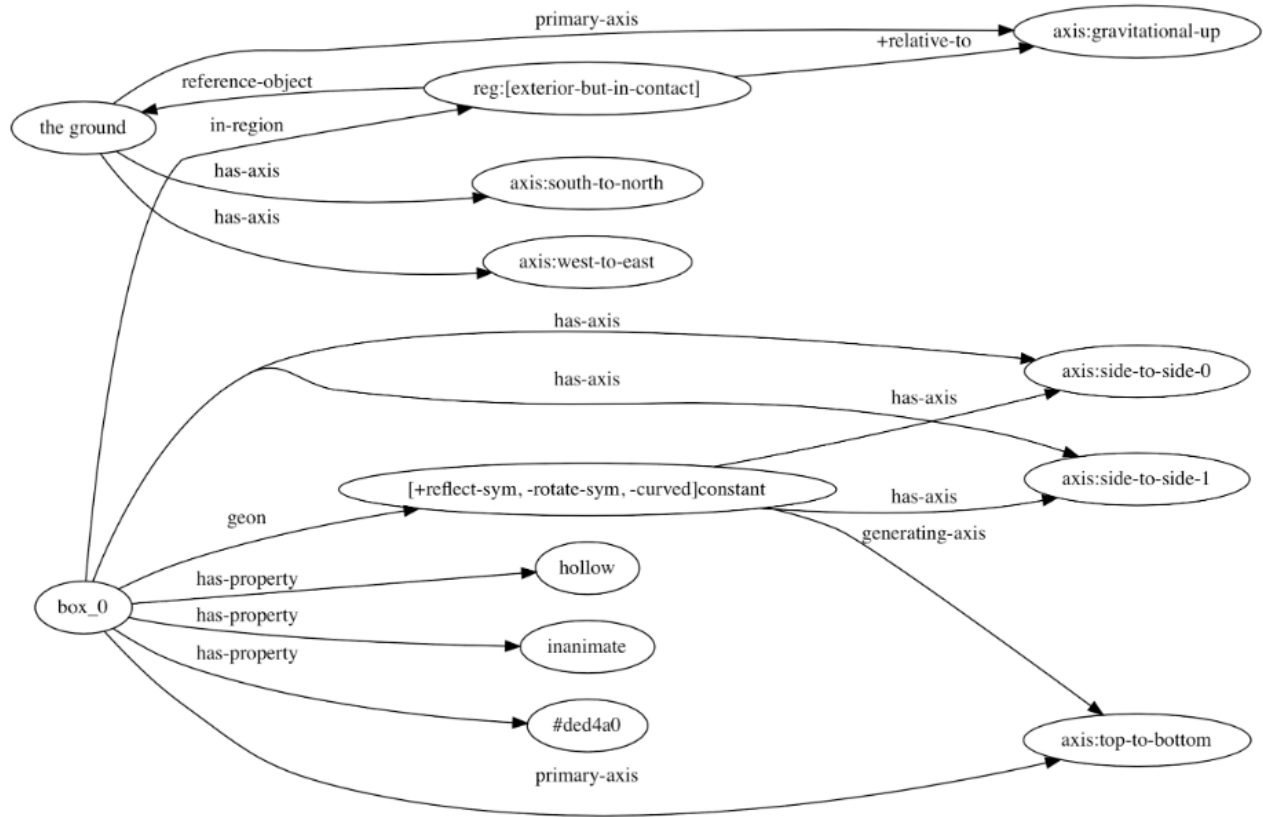 primary-axis
axis:gravitational-up
+relative-to
reference-object
reg:[exterior-but-in-contact]
the ground
in-region
has-axis
axis:south-to-north
has-axis
axis:west-to-east
has-axis
axis:side-to-side-0
has-axis
has-axis
[+reflect-sym, -rotate-sym, -curved]constant
axis:side-to-side-1
has-axis
geon
generating-axis
hollow
has-property
box_0
has-property
inanimate
has-property
#ded4a0
axis:top-to-bottom
primary-axis